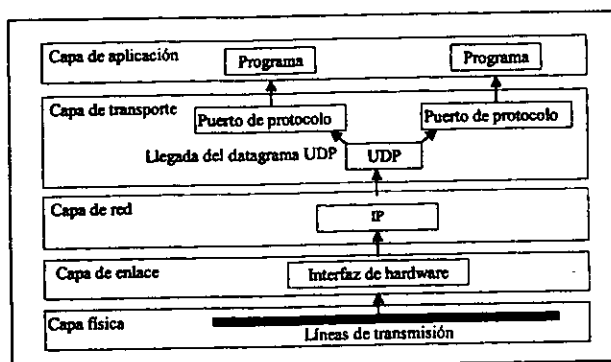 Capa de aplicación
Programa
Programa
Capa de transporte
Puerto de protocolo
Puerto de protocolo
Llegada del datagrama UDP
UDP
Capa de red
IP
Capa de enlace
Interfaz de hardware
Capa física
Líneas de transmisión